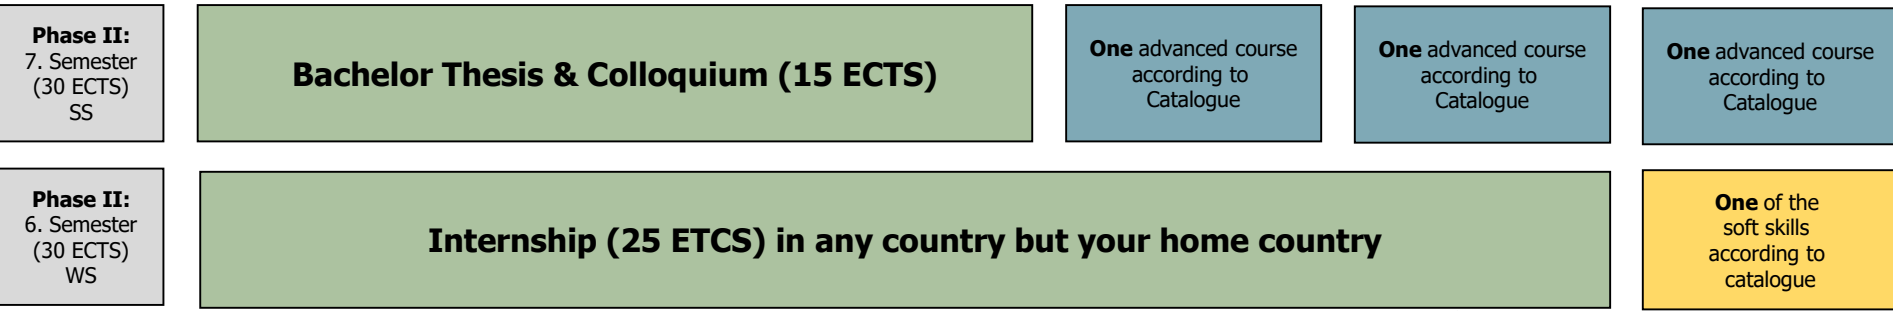 Phase II:
7. Semester
(30 ECTS)
SS
Bachelor Thesis & Colloquium (15 ECTS)
One advanced course
according to
Catalogue
One advanced course
according to
Catalogue
One advanced course
according to
Catalogue
Phase II:
6. Semester
(30 ECTS)
WS
Internship (25 ETCS) in any country but your home country
One of the
soft skills
according to
catalogue